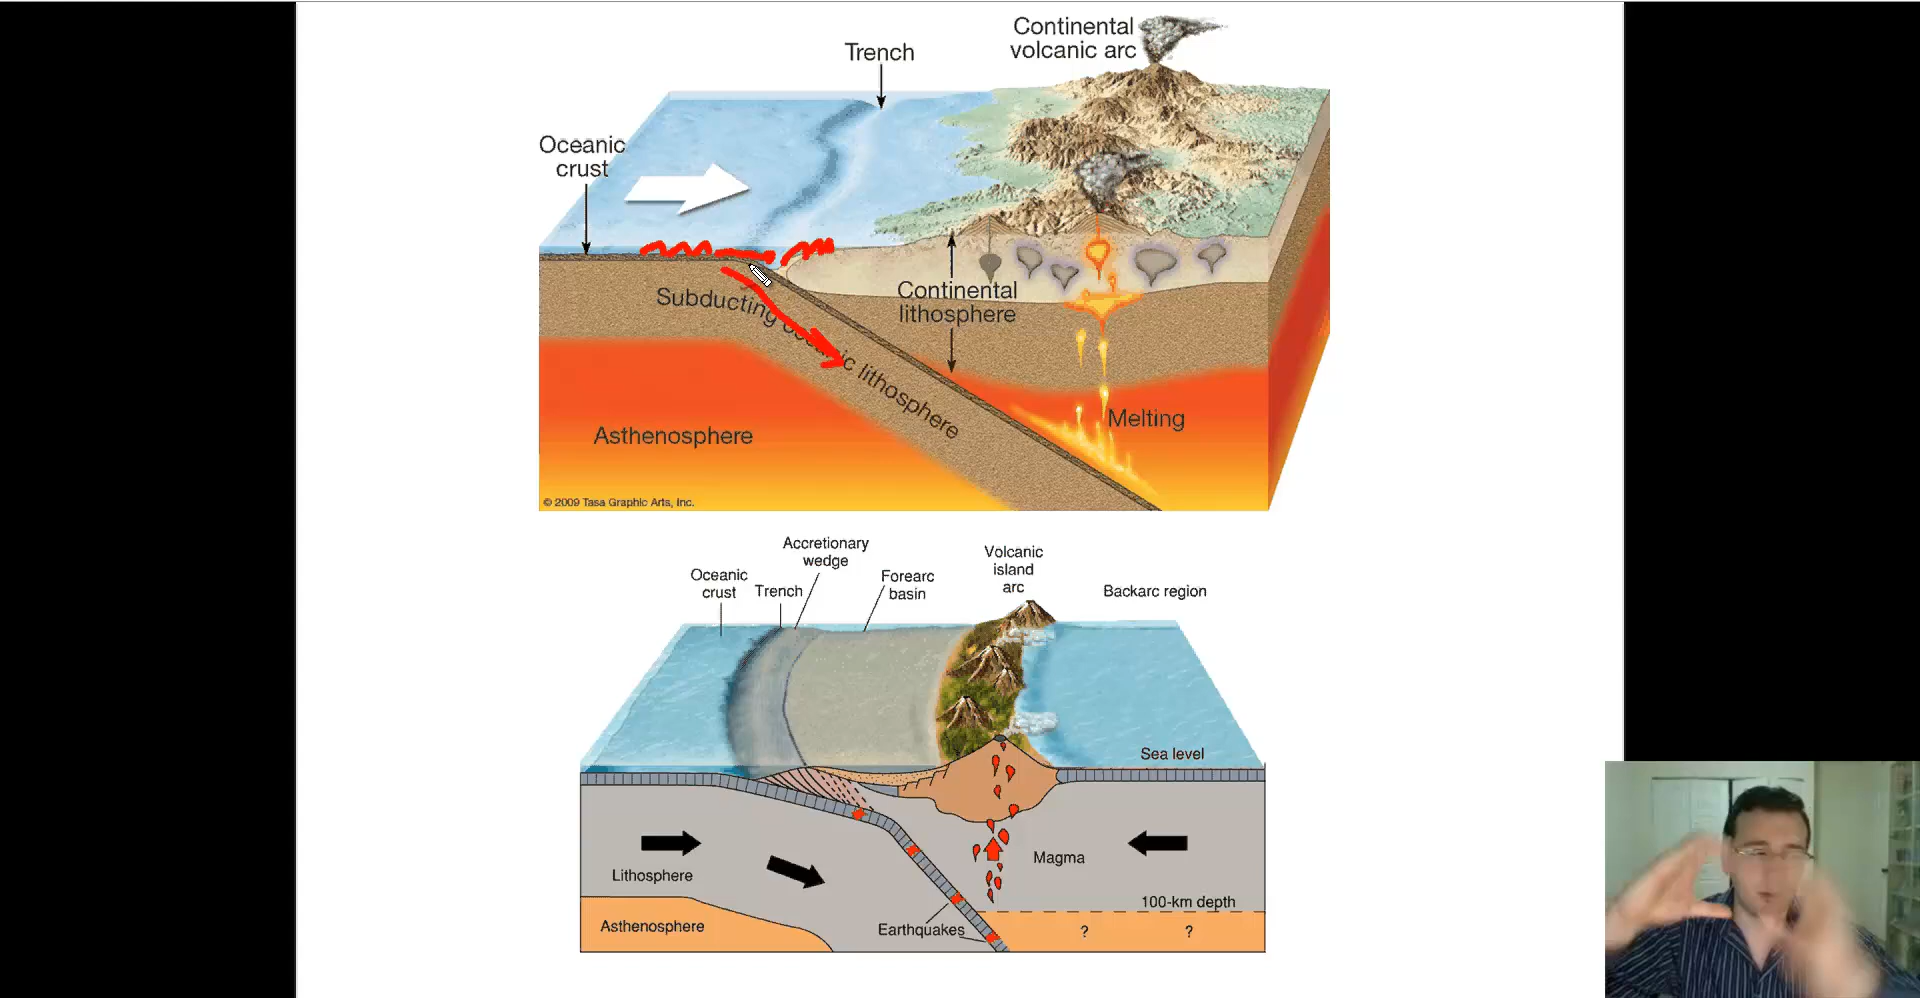 Continental
volcanic arc
Trench
Oceanic
crust
Subducting oceanic lithosphere
Continental
lithosphere
Melting
Asthenosphere
© 2009 Tasa Graphic Arts, Inc.
Accretionary
wedge
Volcanic
island
arc
Oceanic
crust
Trench
Forearc
basin
Backarc region
Sea level
Magma
Lithosphere
100-km depth
Asthenosphere
Earthquakes
?
?